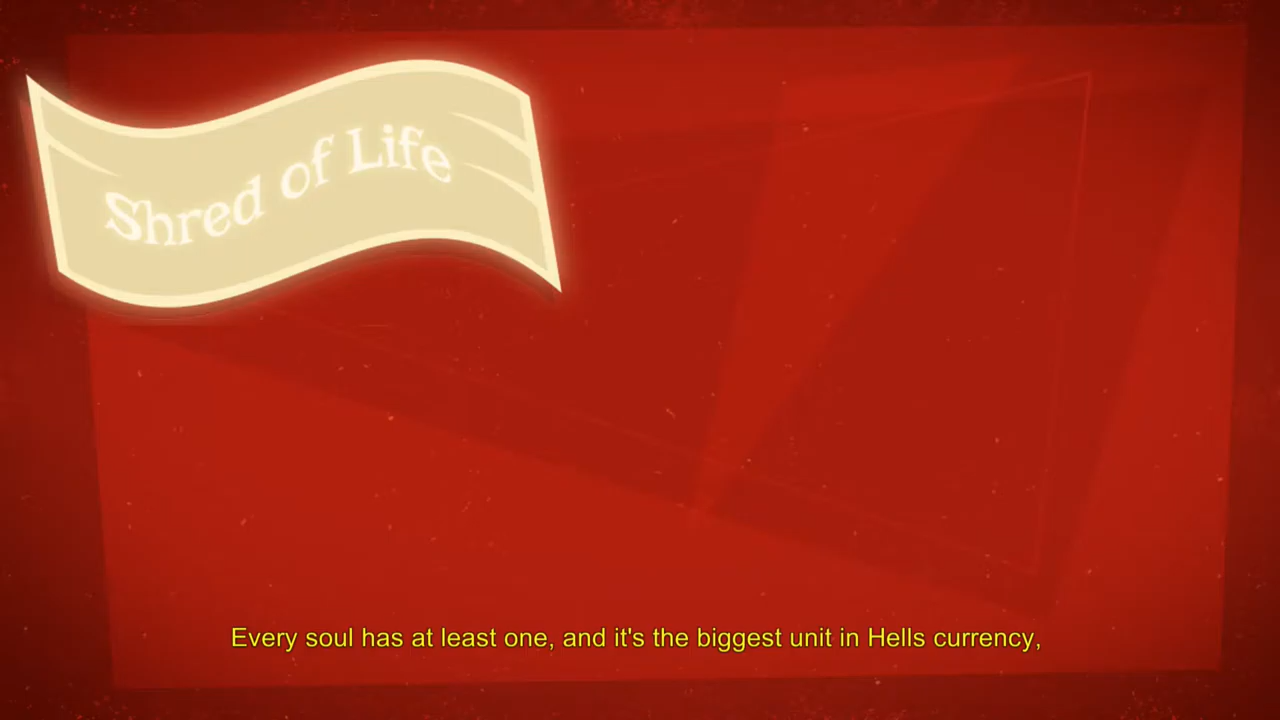 Shred of Life
Every soul has at least one, and it's the biggest unit in Hells currency,